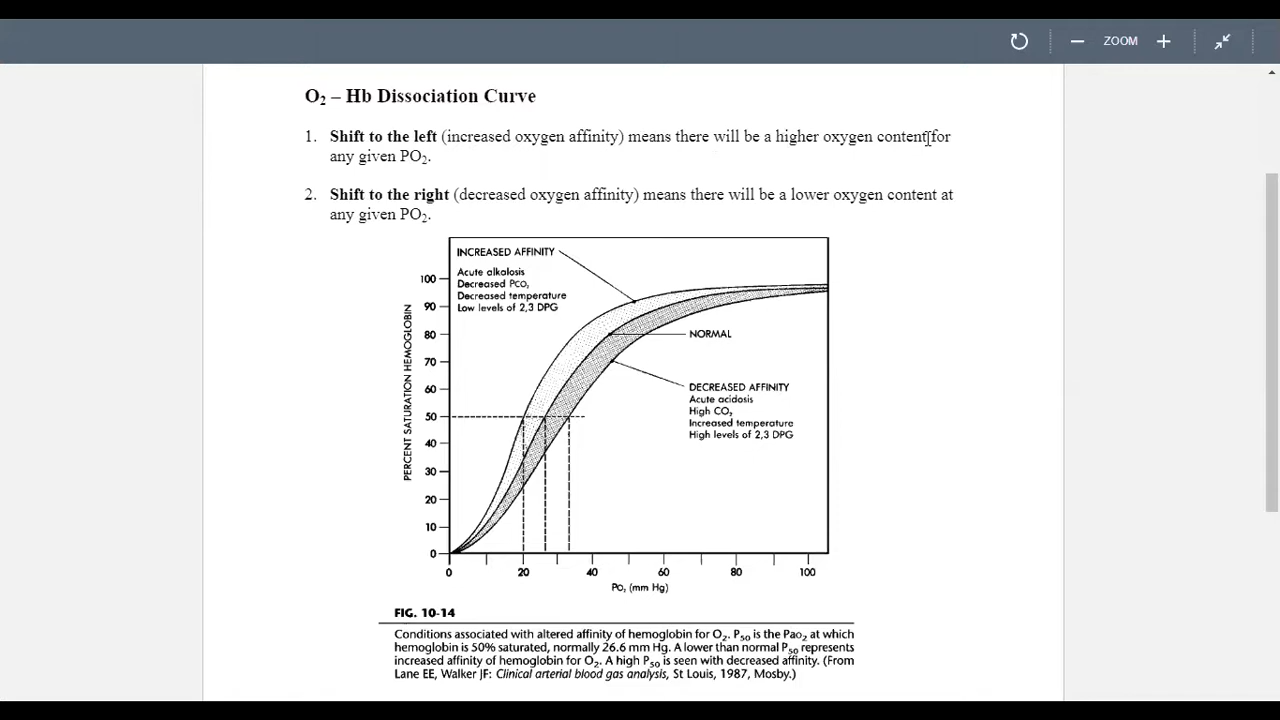 ZOOM
O₂ – Hb Dissociation Curve
1. Shift to the left (increased oxygen affinity) means there will be a higher oxygen content for
any given PO₂.
2. Shift to the right (decreased oxygen affinity) means there will be a lower oxygen content at
any given PO₂.
INCREASED AFFINITY
Acute alkalosis
Decreased PCO₂
Decreased temperature
Low levels of 2,3 DPG
NORMAL
DECREASED AFFINITY
Acute acidosis
High CO₂
Increased temperature
High levels of 2,3 DPG
PERCENT SATURATION HEMOGLOBIN
100
90
80
70
60
50
40
30
20
10
0
0 20 40 60 80 100
PO₂ (mm Hg)
FIG. 10-14
Conditions associated with altered affinity of hemoglobin for O₂. P₅₀ is the Pao₂ at which
hemoglobin is 50% saturated, normally 26.6 mm Hg. A lower than normal P₅₀ represents
increased affinity of hemoglobin for O₂. A high P₅₀ is seen with decreased affinity. (From
Lane EE, Walker JF: Clinical arterial blood gas analysis, St Louis, 1987, Mosby.)